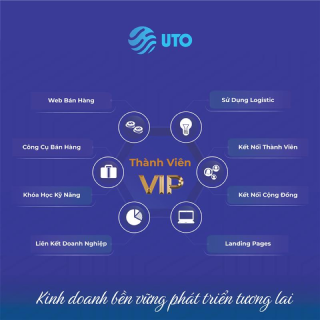 UTO
Web Bán Hàng
Sử Dụng Logistic
Công Cụ Bán Hàng
Kết Nối Thành Viên
Thành Viên
VIP
Khóa Học Kỹ Năng
Kết Nối Cộng Đồng
Liên Kết Doanh Nghiệp
Landing Pages
Kinh doanh bền vững phát triển tương lai